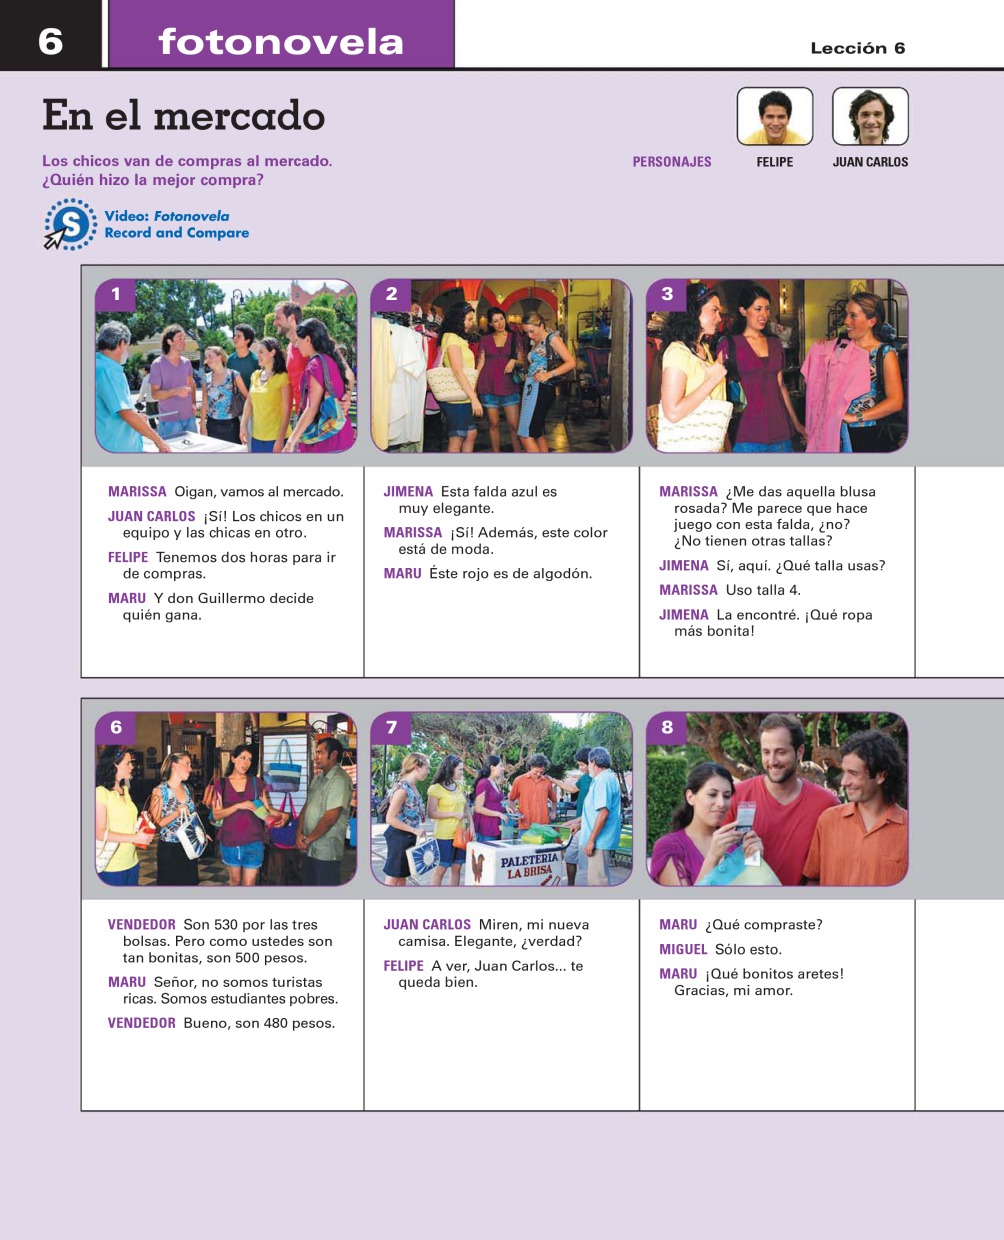 6
fotonovela
Lección 6
En el mercado
Los chicos van de compras al mercado.
¿Quién hizo la mejor compra?
PERSONAJES
FELIPE
JUAN CARLOS
S
Video: Fotonovela
Record and Compare
1
2
3
MARISSA Oigan, vamos al mercado.
JUAN CARLOS ¡Sí! Los chicos en un
equipo y las chicas en otro.
FELIPE Tenemos dos horas para ir
de compras.
MARU Y don Guillermo decide
quién gana.
JIMENA Esta falda azul es
muy elegante.
MARISSA ¡Sí! Además, este color
está de moda.
MARU Éste rojo es de algodón.
MARISSA ¿Me das aquella blusa
rosada? Me parece que hace
juego con esta falda, ¿no?
¿No tienen otras tallas?
JIMENA Sí, aquí. ¿Qué talla usas?
MARISSA Uso talla 4.
JIMENA La encontré. ¡Qué ropa
más bonita!
6
7
8
PALETERIA
LA BRISA
VENDEDOR Son 530 por las tres
bolsas. Pero como ustedes son
tan bonitas, son 500 pesos.
MARU Señor, no somos turistas
ricas. Somos estudiantes pobres.
VENDEDOR Bueno, son 480 pesos.
JUAN CARLOS Miren, mi nueva
camisa. Elegante, ¿verdad?
FELIPE A ver, Juan Carlos... te
queda bien.
MARU ¿Qué compraste?
MIGUEL Sólo esto.
MARU ¡Qué bonitos aretes!
Gracias, mi amor.